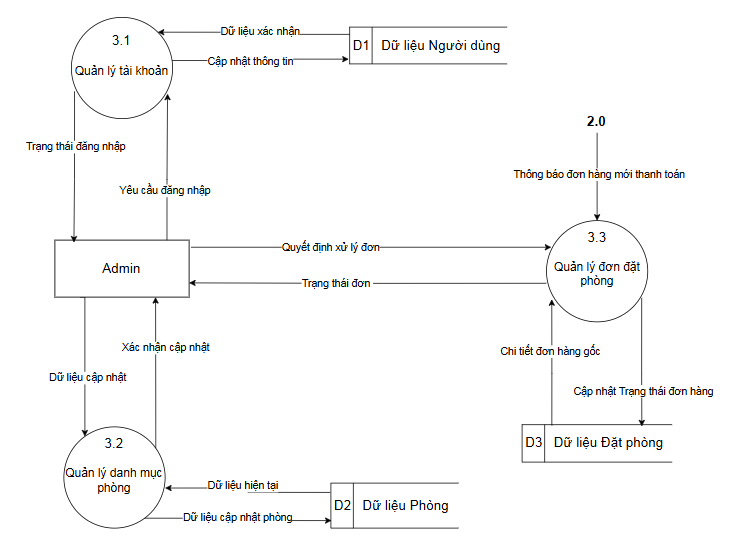 3.1
Quản lý tài khoản
Dữ liệu xác nhận
Cập nhật thông tin
D1 Dữ liệu Người dùng
Trạng thái đăng nhập
Yêu cầu đăng nhập
2.0
Thông báo đơn hàng mới thanh toán
Admin
Quyết định xử lý đơn
Trạng thái đơn
3.3
Quản lý đơn đặt
phòng
Xác nhận cập nhật
Dữ liệu cập nhật
Chi tiết đơn hàng gốc
Cập nhật Trạng thái đơn hàng
D3 Dữ liệu Đặt phòng
3.2
Quản lý danh mục
phòng
Dữ liệu hiện tại
Dữ liệu cập nhật phòng
D2 Dữ liệu Phòng